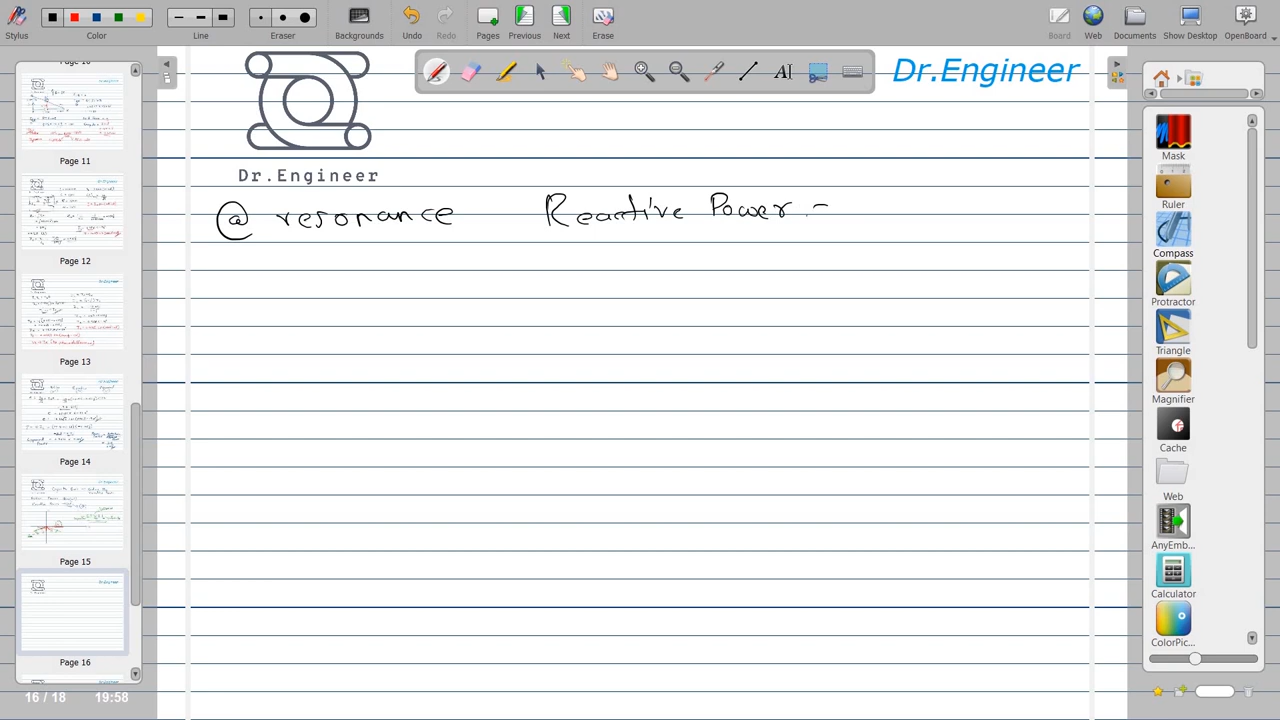 Stylus
Color
Line
Eraser
Backgrounds
Undo
Redo
Pages
Previous
Next
Erase
Board
Web
Documents
Show Desktop
OpenBoard
Dr.Engineer
Dr.Engineer
@ resonance Reactive Power :-
Page 11
Page 12
Page 13
Page 14
Page 15
Page 16
16 / 18
19:58
Mask
Ruler
Compass
Protractor
Triangle
Magnifier
Cache
Web
AnyEmb...
Calculator
ColorPic...